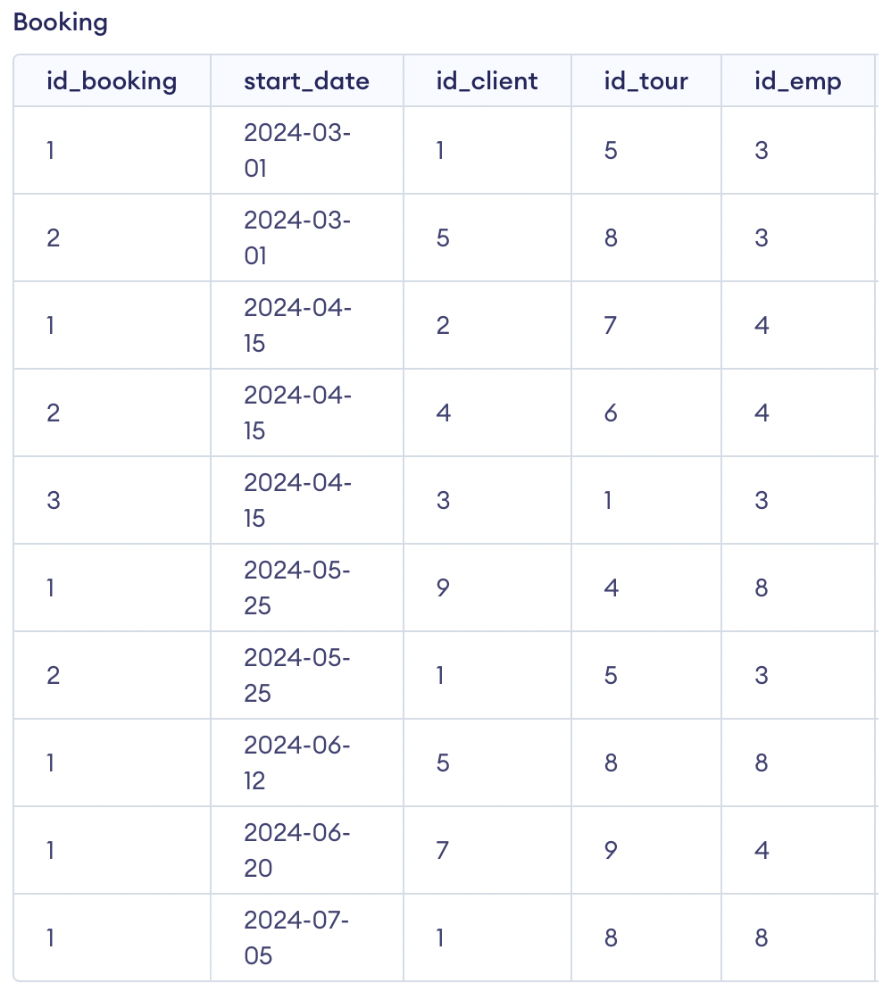 Booking
id_booking start_date id_client id_tour id_emp
1 2024-03-01 1 5 3
2 2024-03-01 5 8 3
1 2024-04-15 2 7 4
2 2024-04-15 4 6 4
3 2024-04-15 3 1 3
1 2024-05-25 9 4 8
2 2024-05-25 1 5 3
1 2024-06-12 5 8 8
1 2024-06-20 7 9 4
1 2024-07-05 1 8 8